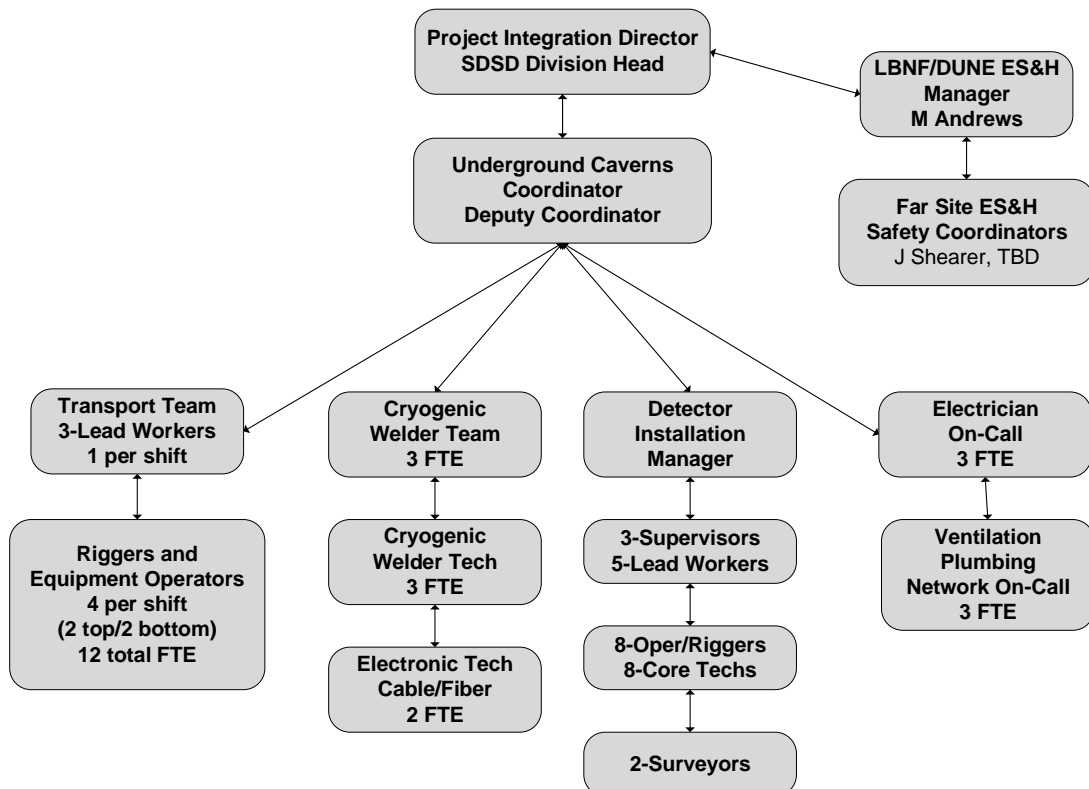 Project Integration Director
SDSD Division Head
LBNF/DUNE ES&H
Manager
M Andrews
Underground Caverns
Coordinator
Deputy Coordinator
Far Site ES&H
Safety Coordinators
J Shearer, TBD
Transport Team
3-Lead Workers
1 per shift
Riggers and
Equipment Operators
4 per shift
(2 top/2 bottom)
12 total FTE
Cryogenic
Welder Team
3 FTE
Cryogenic
Welder Tech
3 FTE
Electronic Tech
Cable/Fiber
2 FTE
Detector
Installation
Manager
3-Supervisors
5-Lead Workers
8-Oper/Riggers
8-Core Techs
2-Surveyors
Electrician
On-Call
3 FTE
Ventilation
Plumbing
Network On-Call
3 FTE